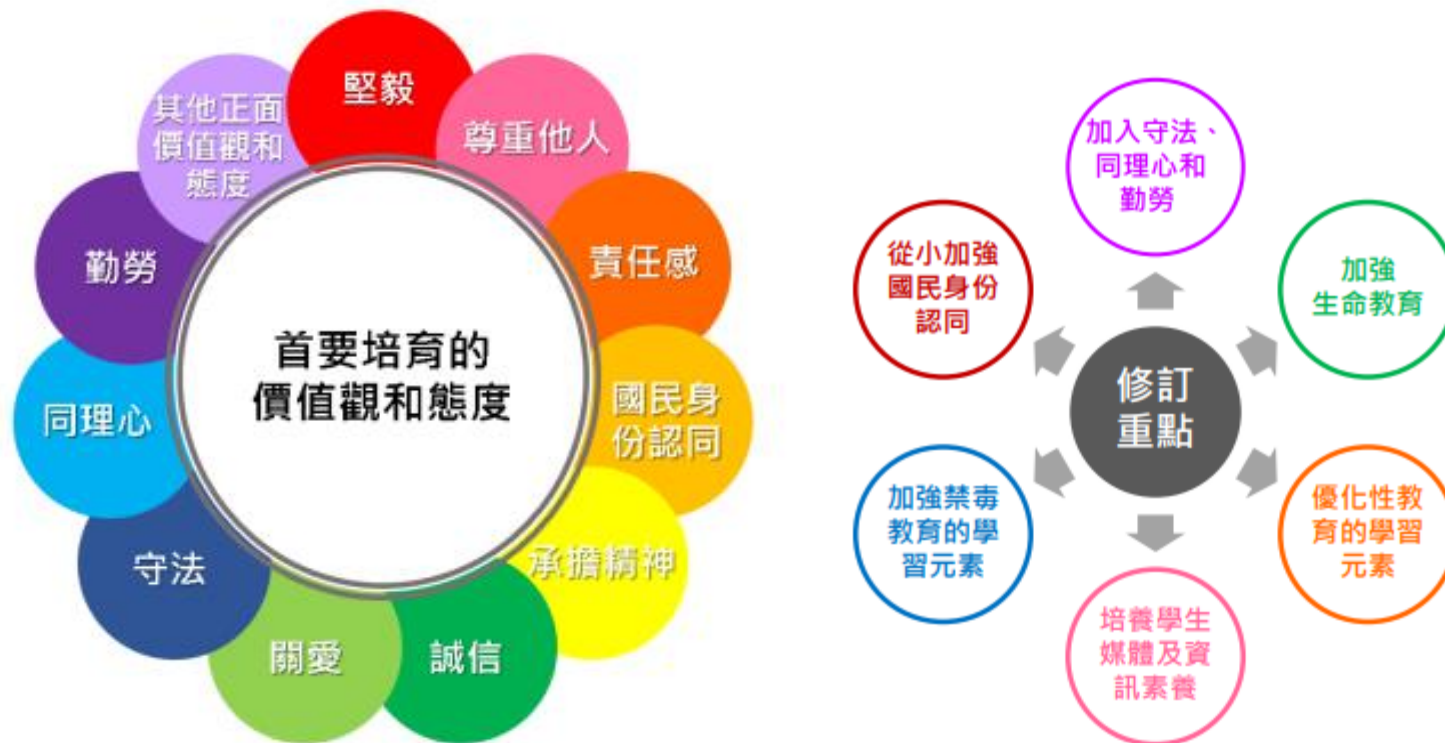 首要培育的
價值觀和態度
堅毅
尊重他人
責任感
國民身
份認同
承擔精神
誠信
關愛
守法
同理心
勤勞
其他正面
價值觀和
態度
修訂
重點
加入守法、
同理心和
勤勞
加強
生命教育
優化性教
育的學習
元素
培養學生
媒體及資
訊素養
加強禁毒
教育的學
習元素
從小加強
國民身份
認同